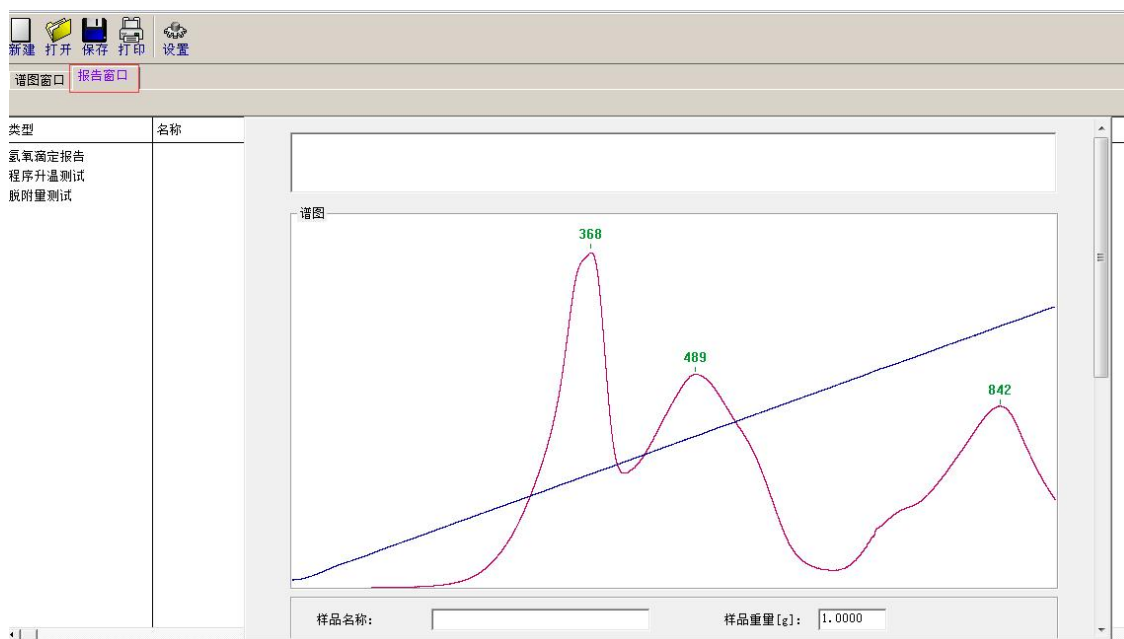 新建 打开 保存 打印 设置
谱图窗口 报告窗口
类型 名称
氢氧滴定报告
程序升温测试
脱附量测试
谱图
368
489
842
样品名称: 样品重量[g]: 1.0000